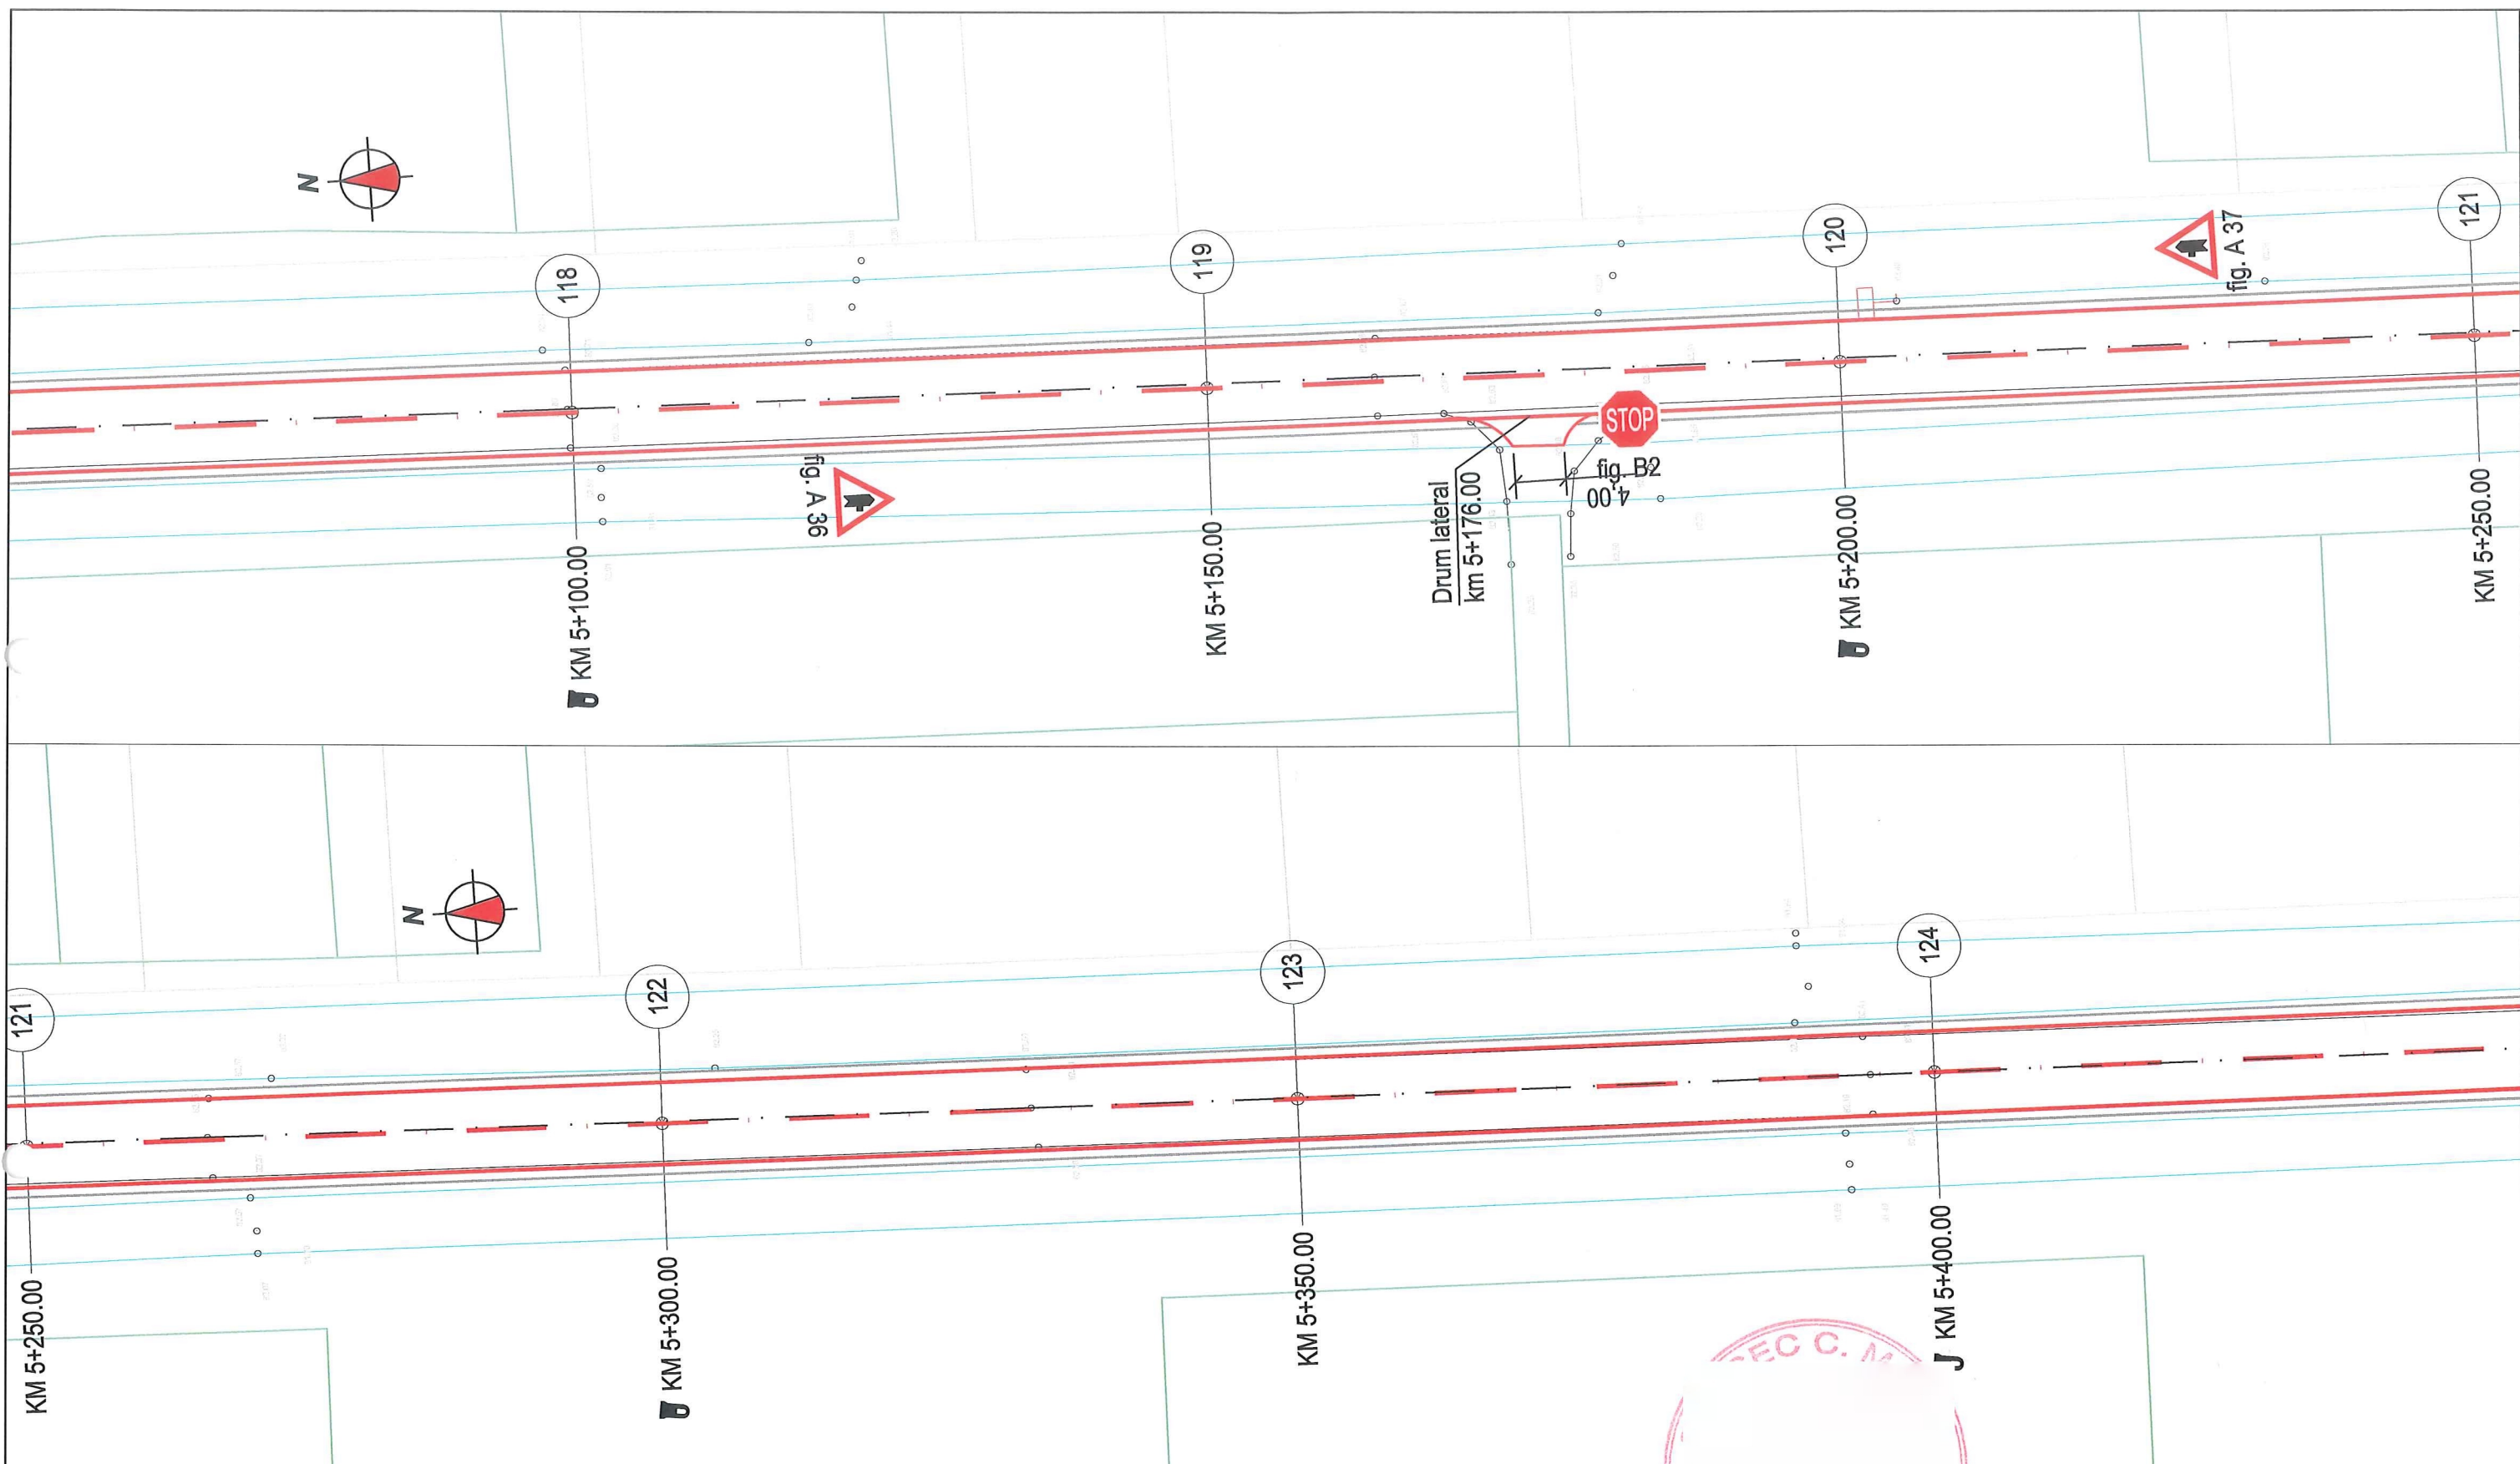 N
118
119
120
121
fig. A 37
fig. A 36
STOP
fig. B2
4.00
Drum lateral
km 5+176.00
KM 5+100.00
KM 5+150.00
KM 5+200.00
KM 5+250.00
N
121
122
123
124
KM 5+250.00
KM 5+300.00
KM 5+350.00
KM 5+400.00
EC C. M